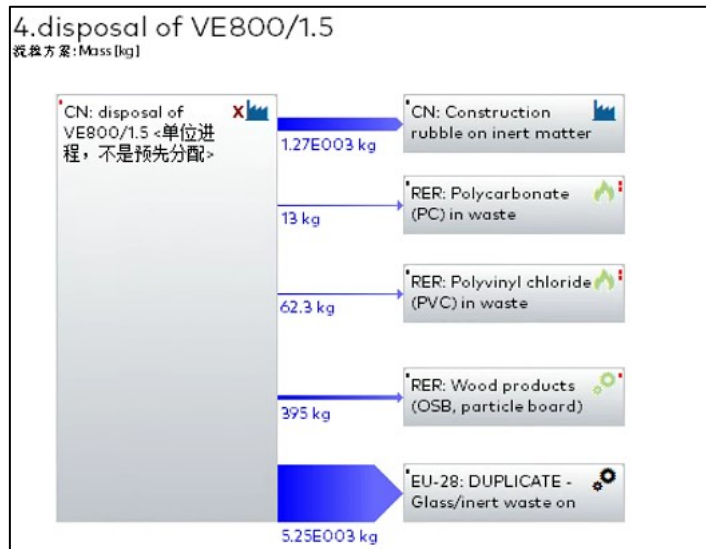 4.disposal of VE800/1.5
流程方案:Mass [kg]
CN: disposal of
VE800/1.5 <单位进
程，不是预先分配>
X
1.27E003 kg
CN: Construction
rubble on inert matter
13 kg
RER: Polycarbonate
(PC) in waste
62.3 kg
RER: Polyvinyl chloride
(PVC) in waste
395 kg
RER: Wood products
(OSB, particle board)
5.25E003 kg
EU-28: DUPLICATE -
Glass/inert waste on